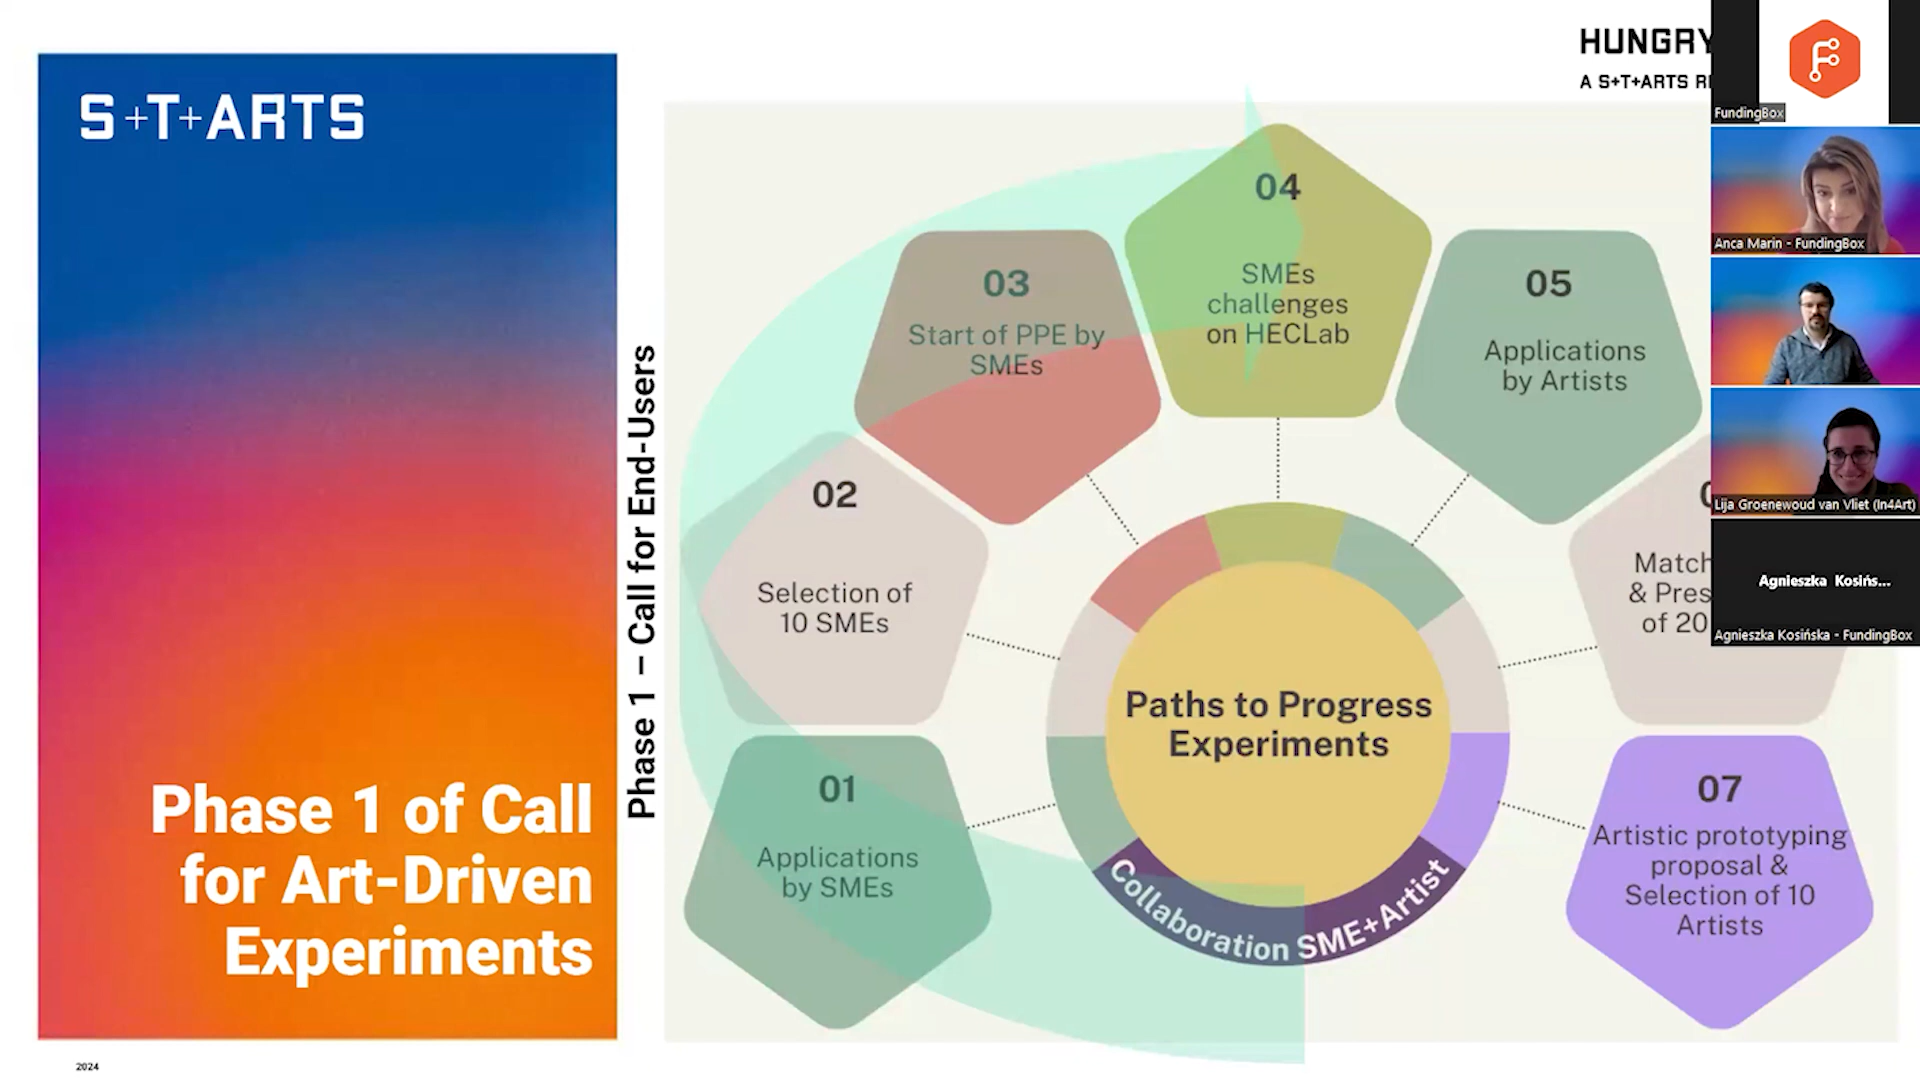 S+T+ARTS
Phase 1 of Call
for Art-Driven
Experiments
2024
Phase 1 – Call for End-Users
HUNGRY
A S+T+ARTS
01
Applications
by SMEs
02
Selection of
10 SMEs
03
Start of PPE by
SMEs
04
SMEs
challenges
on HECLab
05
Applications
by Artists
Match
& Pres
of 20
07
Artistic prototyping
proposal &
Selection of 10
Artists
Paths to Progress
Experiments
Collaboration SME+Artist
FundingBox
Anca Marin - FundingBox
Lija Groenewoud van Vliet (In4Art)
Agnieszka Kosińs...
Agnieszka Kosińska - FundingBox